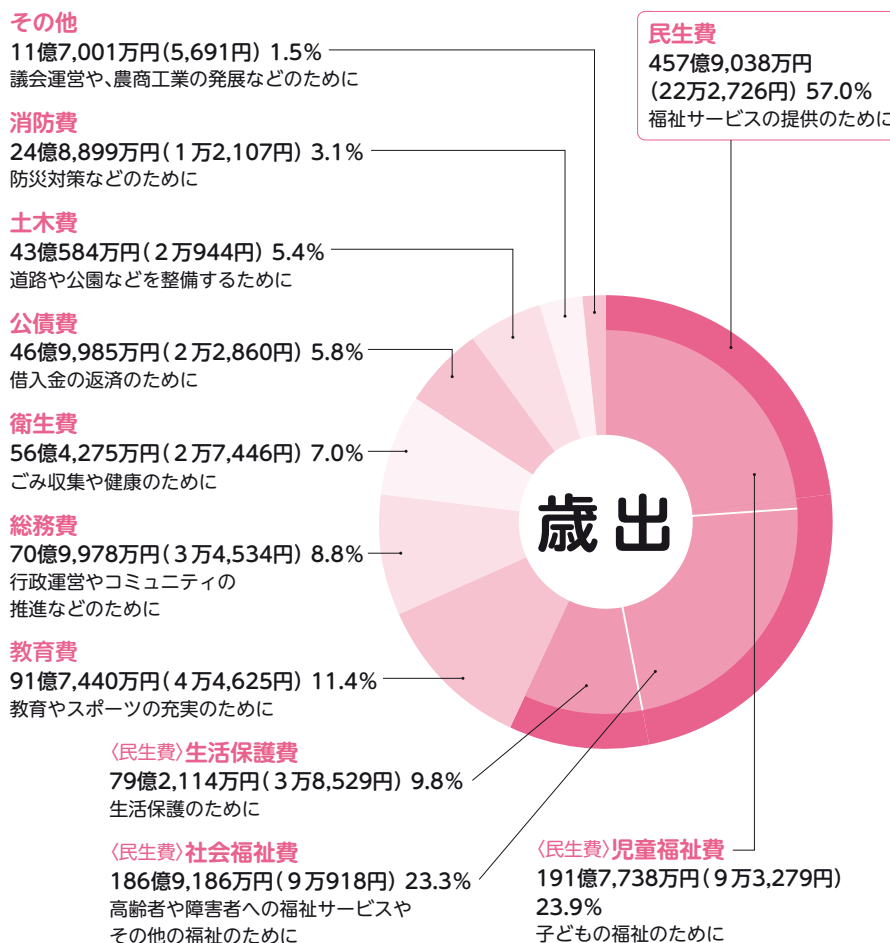 その他
11億7,001万円(5,691円) 1.5%
議会運営や、農商工業の発展などのために
消防費
24億8,899万円(1万2,107円) 3.1%
防災対策などのために
土木費
43億584万円(2万944円) 5.4%
道路や公園などを整備するために
公債費
46億9,985万円(2万2,860円) 5.8%
借入金の返済のために
衛生費
56億4,275万円(2万7,446円) 7.0%
ごみ収集や健康のために
総務費
70億9,978万円(3万4,534円) 8.8%
行政運営やコミュニティの
推進などのために
教育費
91億7,440万円(4万4,625円) 11.4%
教育やスポーツの充実のために
〈民生費〉生活保護費
79億2,114万円(3万8,529円) 9.8%
生活保護のために
〈民生費〉社会福祉費
186億9,186万円(9万918円) 23.3%
高齢者や障害者への福祉サービスや
その他の福祉のために
〈民生費〉児童福祉費
191億7,738万円(9万3,279円)
23.9%
子どもの福祉のために
民生費
457億9,038万円
(22万2,726円) 57.0%
福祉サービスの提供のために
歳出